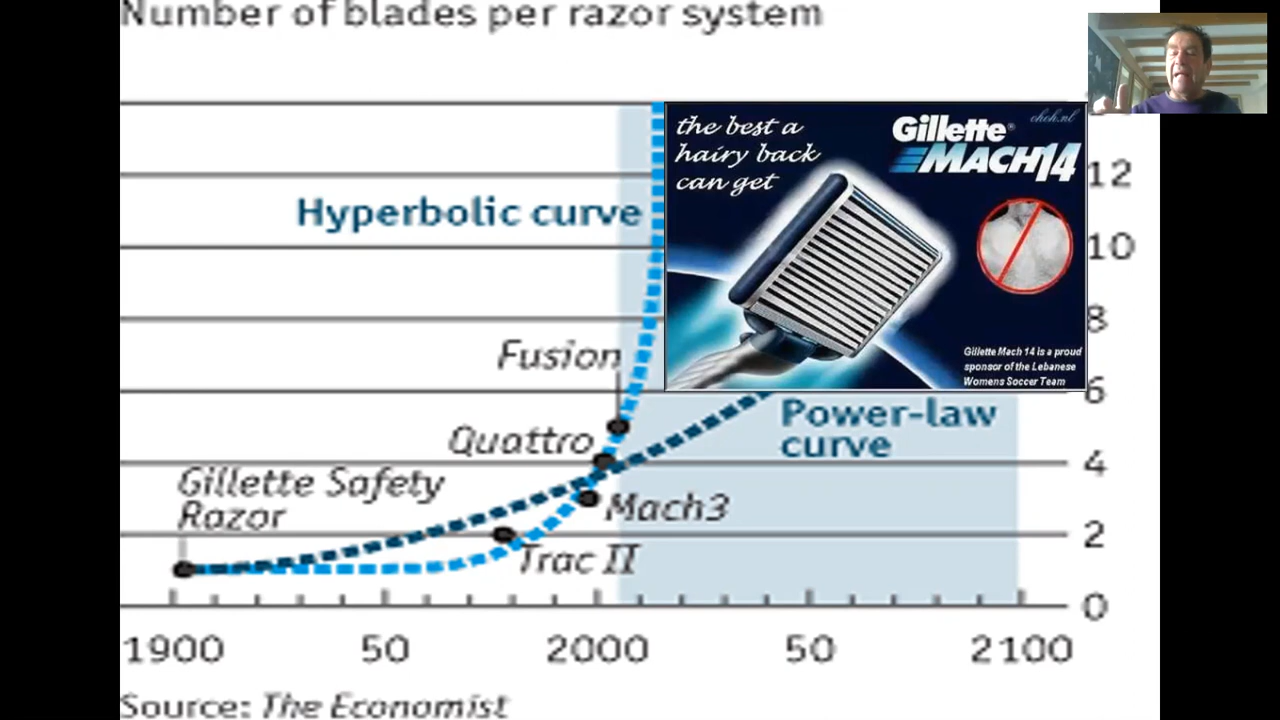 Number of blades per razor system
the best a
hairy back
can get
ohoh.nl
Gillette®
MACH14
12
Hyperbolic curve
10
8
Fusion
Gillette Mach 14 is a proud
sponsor of the Lebanese
Womens Soccer Team
6
Power-law
curve
Quattro
4
Gillette Safety
Razor
Mach3
2
Trac II
0
1900 50 2000 50 2100
Source: The Economist